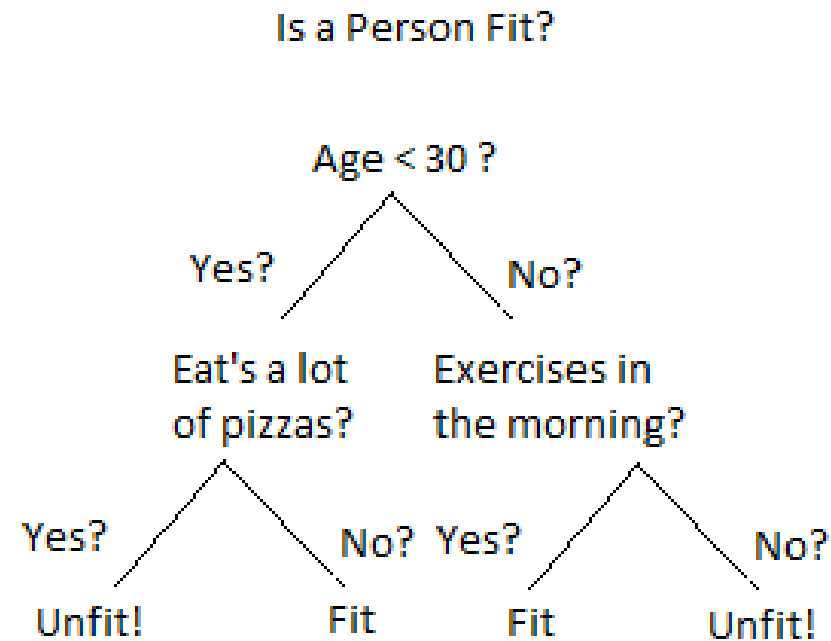 Is a Person Fit?
Age < 30 ?
Yes?
No?
Eat's a lot
of pizzas?
Exercises in
the morning?
Yes?
No?
Yes?
No?
Unfit!
Fit
Fit
Unfit!